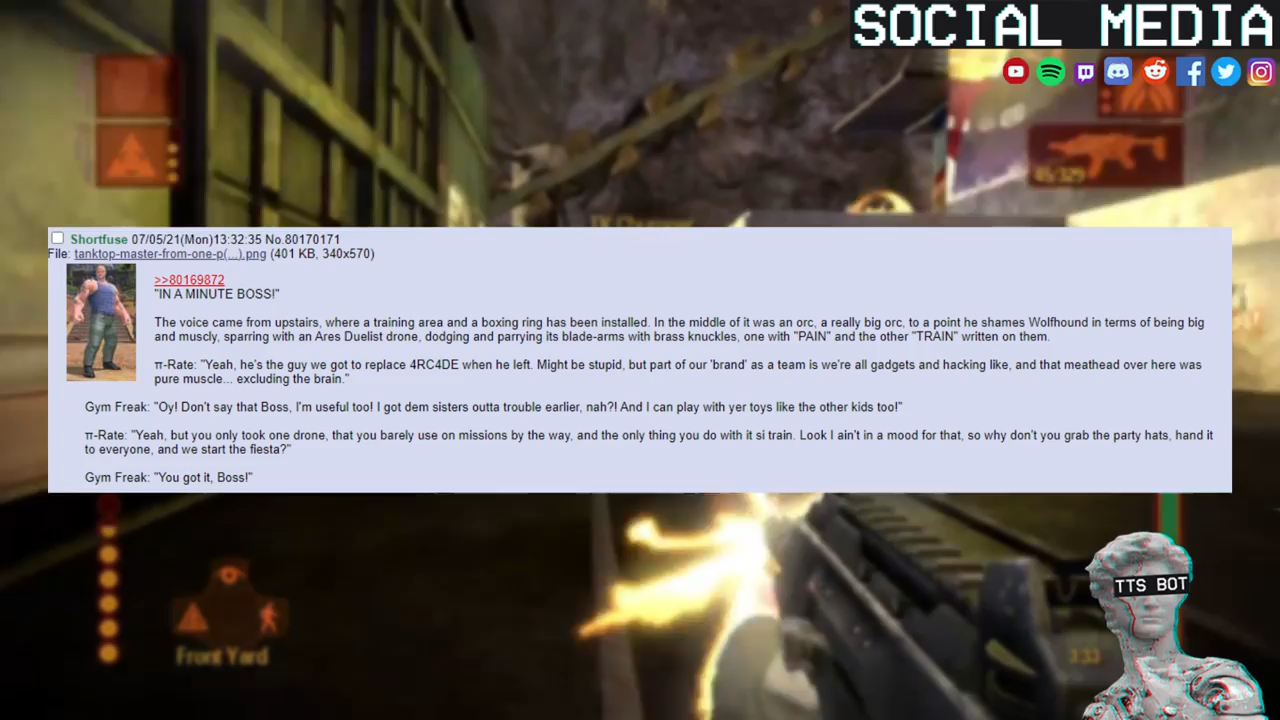 SOCIAL MEDIA
Shortfuse 07/05/21(Mon)13:32:35 No.80170171
File: tanktop-master-from-one-p(...).png (401 KB, 340x570)
>>80169872
"IN A MINUTE BOSS!"
The voice came from upstairs, where a training area and a boxing ring has been installed. In the middle of it was an orc, a really big orc, to a point he shames Wolfhound in terms of being big
and muscly, sparring with an Ares Duelist drone, dodging and parrying its blade-arms with brass knuckles, one with "PAIN" and the other "TRAIN" written on them.
π-Rate: "Yeah, he's the guy we got to replace 4RC4DE when he left. Might be stupid, but part of our 'brand' as a team is we're all gadgets and hacking like, and that meathead over here was
pure muscle... excluding the brain."
Gym Freak: "Oy! Don't say that Boss, I'm useful too! I got dem sisters outta trouble earlier, nah?! And I can play with yer toys like the other kids too!"
π-Rate: "Yeah, but you only took one drone, that you barely use on missions by the way, and the only thing you do with it si train. Look I ain't in a mood for that, so why don't you grab the party hats, hand it
to everyone, and we start the fiesta?"
Gym Freak: "You got it, Boss!"
TTS BOT
Front Yard
3:33